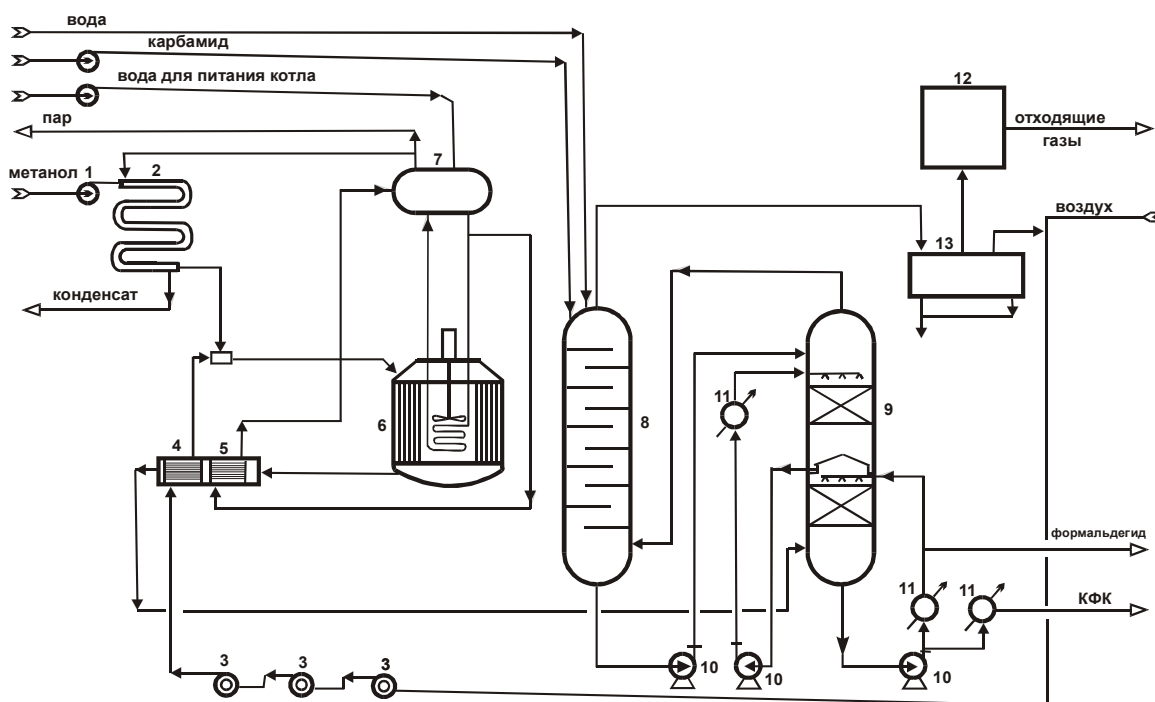 вода
карбамид
вода для питания котла
пар
метанол 1
2
7
12
отходящие
газы
воздух
13
конденсат
6
8
11
9
4 5
формальдегид
11
11
КФК
3
3
3
10
10
10